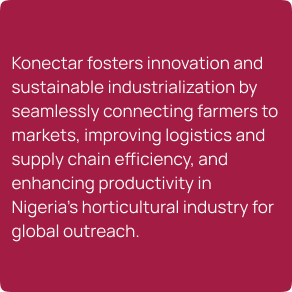 Konectar fosters innovation and
sustainable industrialization by
seamlessly connecting farmers to
markets, improving logistics and
supply chain efficiency, and
enhancing productivity in
Nigeria's horticultural industry for
global outreach.